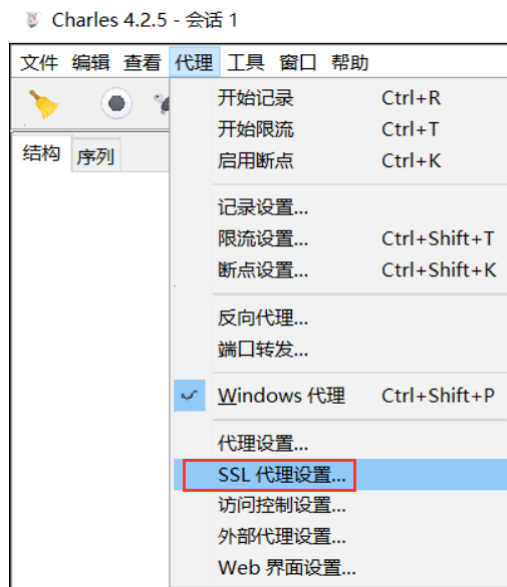 Charles 4.2.5 - 会话 1
文件 编辑 查看 代理 工具 窗口 帮助
开始记录 Ctrl+R
开始限流 Ctrl+T
结构 序列
启用断点 Ctrl+K
记录设置...
限流设置... Ctrl+Shift+T
断点设置... Ctrl+Shift+K
反向代理...
端口转发...
Windows 代理 Ctrl+Shift+P
代理设置...
SSL 代理设置...
访问控制设置...
外部代理设置...
Web 界面设置...